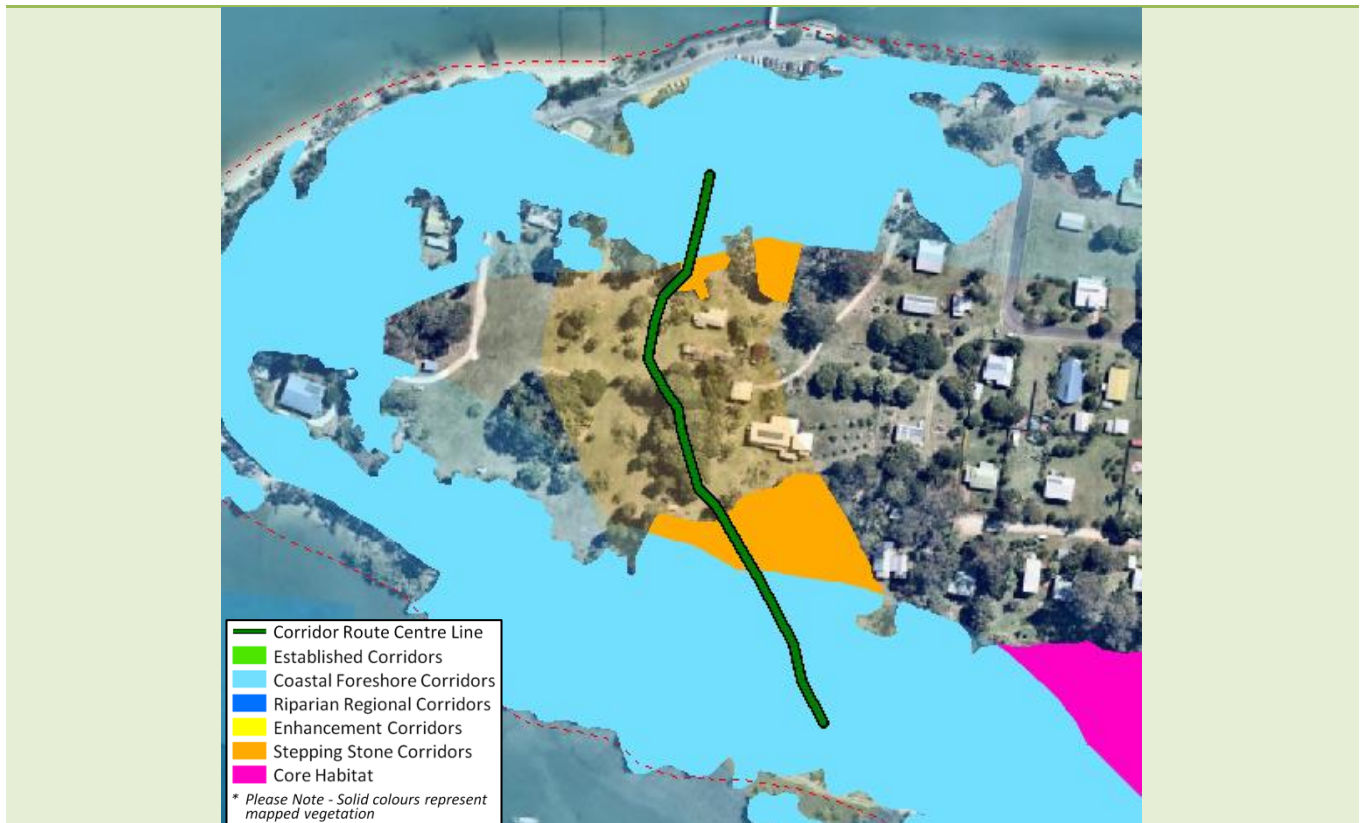 Corridor Route Centre Line
Established Corridors
Coastal Foreshore Corridors
Riparian Regional Corridors
Enhancement Corridors
Stepping Stone Corridors
Core Habitat
* Please Note - Solid colours represent
mapped vegetation